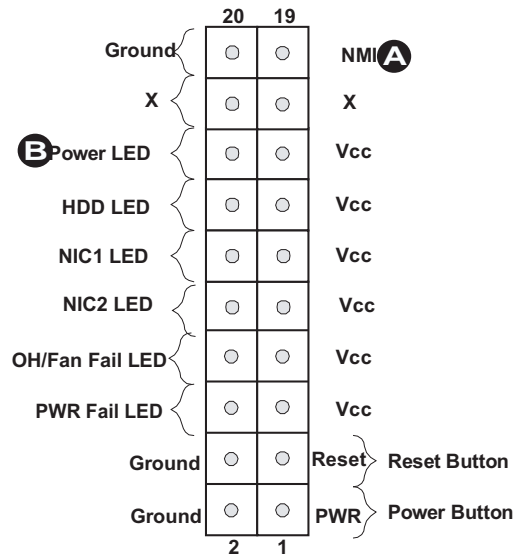 20 19
Ground NMI A
X X
B Power LED Vcc
HDD LED Vcc
NIC1 LED Vcc
NIC2 LED Vcc
OH/Fan Fail LED Vcc
PWR Fail LED Vcc
Ground Reset Reset Button
Ground PWR Power Button
2 1